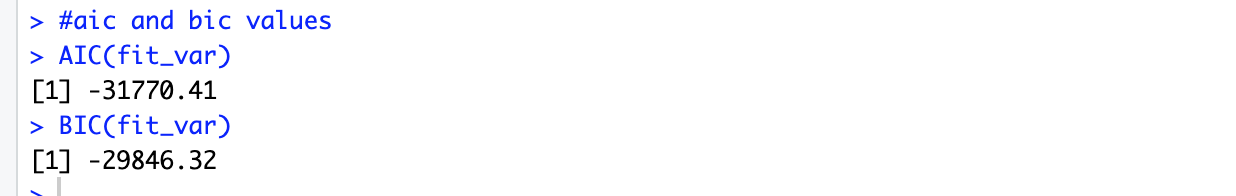 > #aic and bic values
> AIC(fit_var)
[1] -31770.41
> BIC(fit_var)
[1] -29846.32
>